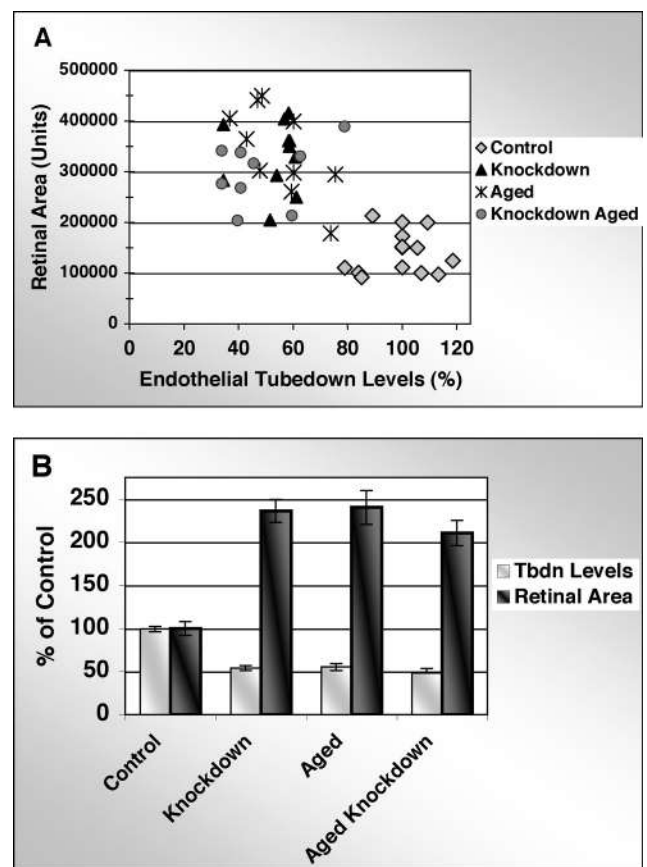 A
500000
400000
300000
200000
100000
0
Retinal Area (Units)
0 20 40 60 80 100 120
Endothelial Tubedown Levels (%)
Control
Knockdown
Aged
Knockdown Aged
B
250
200
150
100
50
0
% of Control
Control
Knockdown
Aged
Aged Knockdown
Tbdn Levels
Retinal Area